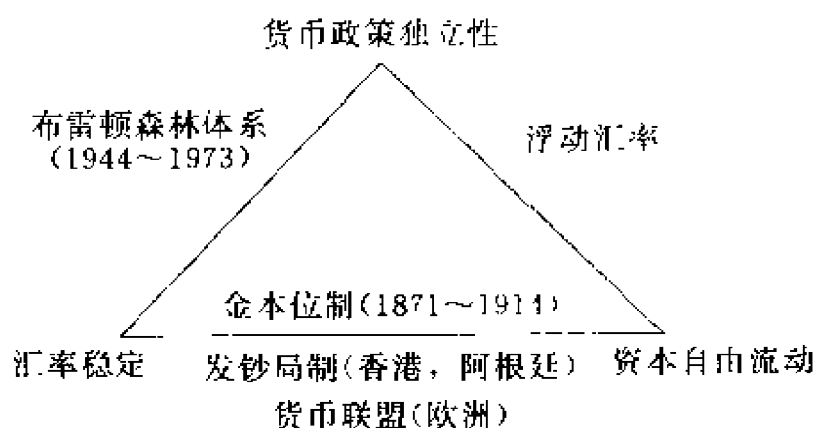 货币政策独立性
布雷顿森林体系
(1944～1973)
浮动汇率
金本位制(1871～1914)
汇率稳定
发钞局制(香港，阿根廷)
资本自由流动
货币联盟(欧洲)